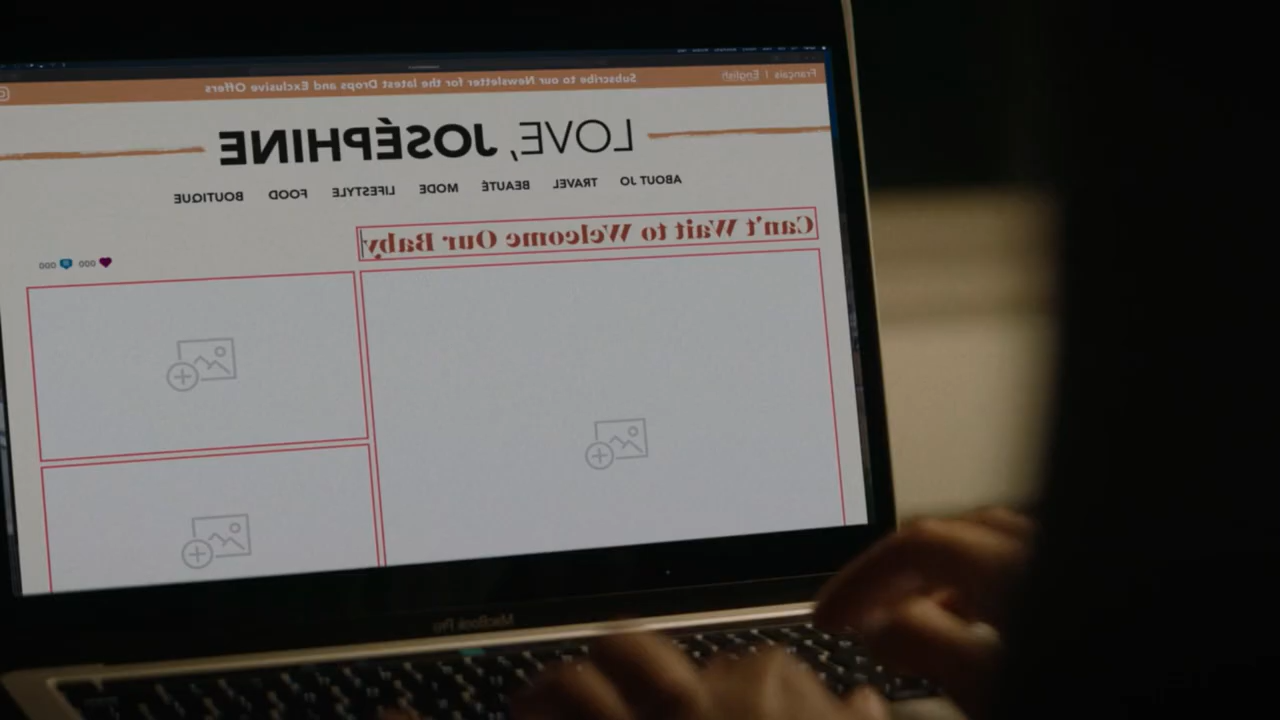 Français | English
Subscribe to our Newsletter for the latest Drops and Exclusive Offers
LOVE, JOSÉPHINE
ABOUT JO TRAVEL BEAUTÉ MODE LIFESTYLE FOOD BOUTIQUE
Can't Wait to Welcome Our Baby
000 000
MacBook Pro